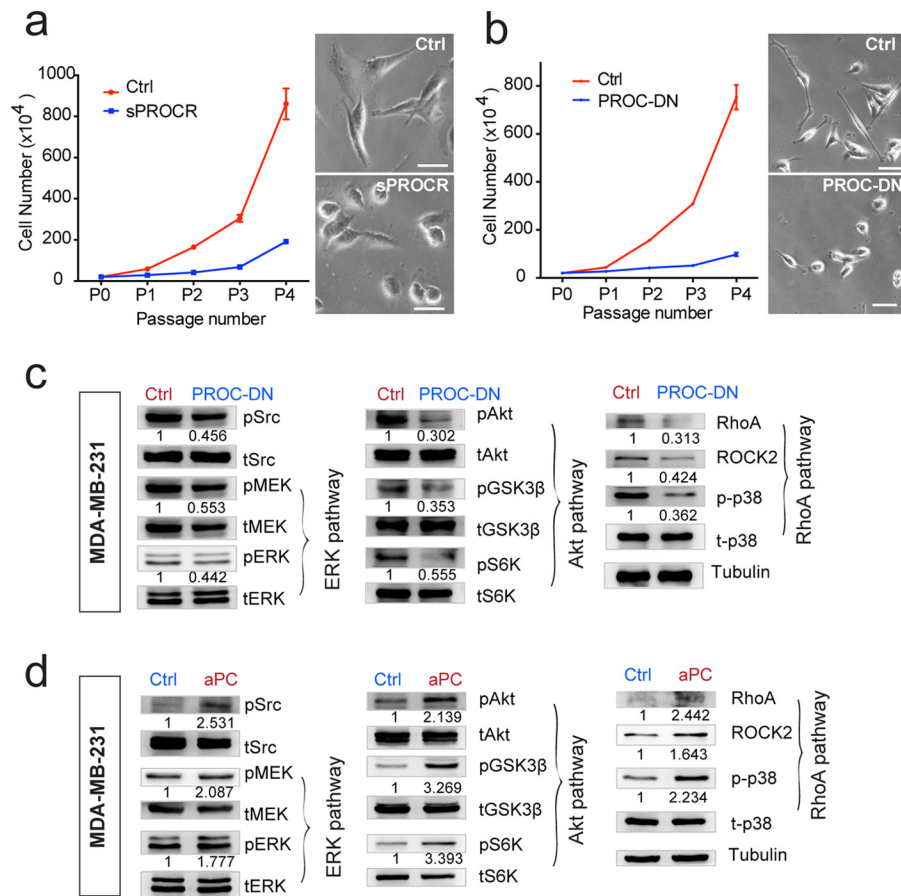 a
Cell Number (x10⁴)
1000
800
600
400
200
0
P0 P1 P2 P3 P4
Passage number
Ctrl
sPROCR
Ctrl
sPROCR
b
Cell Number (x10⁴)
800
600
400
200
0
P0 P1 P2 P3 P4
Passage number
Ctrl
PROC-DN
Ctrl
PROC-DN
c
MDA-MB-231
Ctrl PROC-DN
pSrc
1 0.456
tSrc
pMEK
1 0.553
tMEK
pERK
1 0.442
tERK
ERK pathway
Ctrl PROC-DN
pAkt
1 0.302
tAkt
pGSK3β
1 0.353
tGSK3β
pS6K
1 0.555
tS6K
Akt pathway
Ctrl PROC-DN
RhoA
1 0.313
ROCK2
1 0.424
p-p38
1 0.362
t-p38
Tubulin
RhoA pathway
d
MDA-MB-231
Ctrl aPC
pSrc
1 2.531
tSrc
pMEK
1 2.087
tMEK
pERK
1 1.777
tERK
ERK pathway
Ctrl aPC
pAkt
1 2.139
tAkt
pGSK3β
1 3.269
tGSK3β
pS6K
1 3.393
tS6K
Akt pathway
Ctrl aPC
RhoA
1 2.442
ROCK2
1 1.643
p-p38
1 2.234
t-p38
Tubulin
RhoA pathway